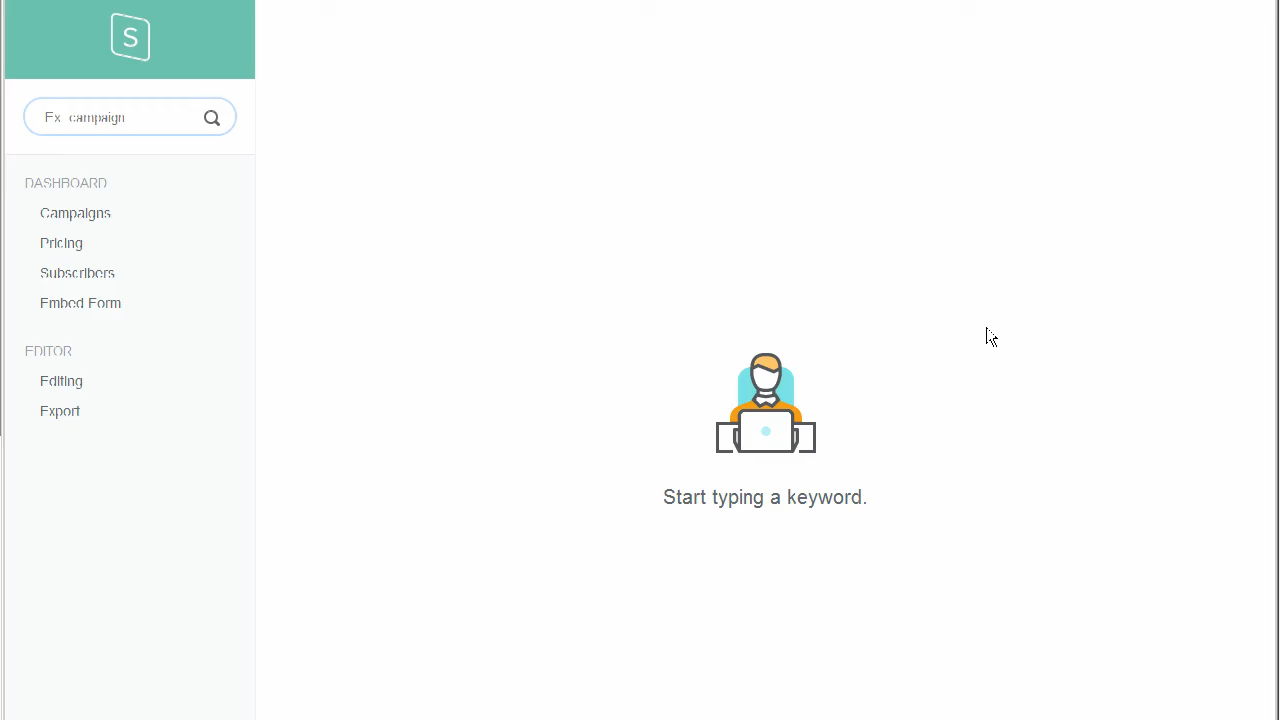 S
Ex campaign
DASHBOARD
Campaigns
Pricing
Subscribers
Embed Form
EDITOR
Editing
Export
Start typing a keyword.